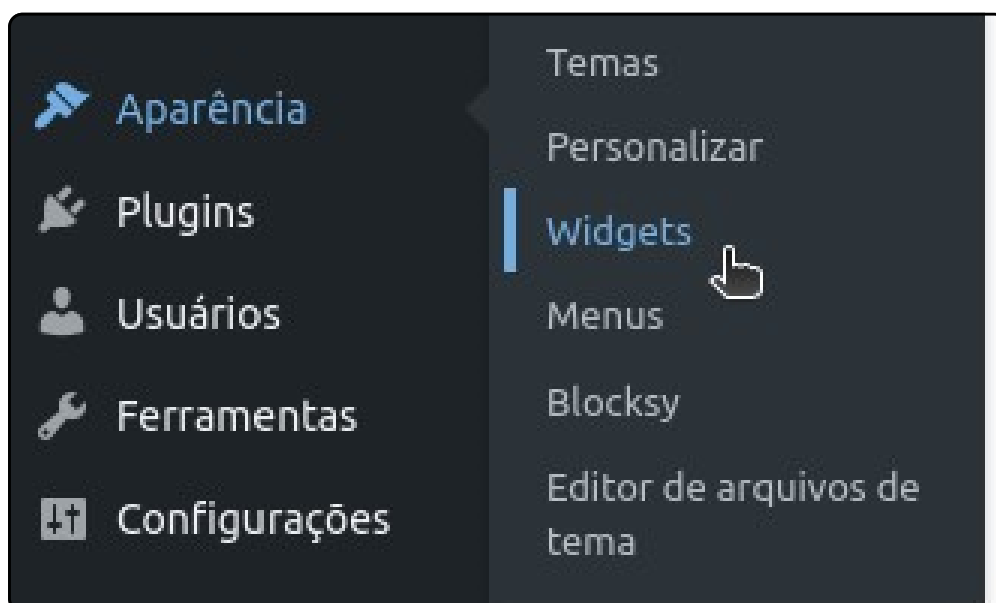 Aparência
Plugins
Usuários
Ferramentas
Configurações
Temas
Personalizar
Widgets
Menus
Blocksy
Editor de arquivos de
tema